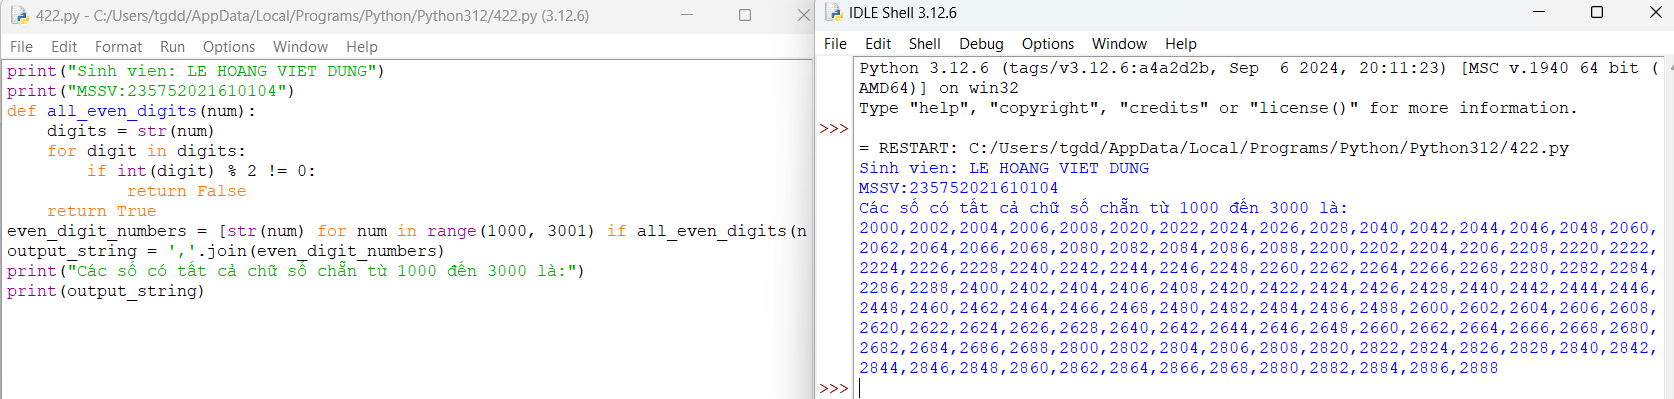 422.py - C:/Users/tgdd/AppData/Local/Programs/Python/Python312/422.py (3.12.6)
File Edit Format Run Options Window Help
print("Sinh vien: LE HOANG VIET DUNG")
print("MSSV:235752021610104")
def all_even_digits(num):
    digits = str(num)
    for digit in digits:
        if int(digit) % 2 != 0:
            return False
    return True
even_digit_numbers = [str(num) for num in range(1000, 3001) if all_even_digits(n
output_string = ','.join(even_digit_numbers)
print("Các số có tất cả chữ số chẵn từ 1000 đến 3000 là:")
print(output_string)
IDLE Shell 3.12.6
File Edit Shell Debug Options Window Help
Python 3.12.6 (tags/v3.12.6:a4a2d2b, Sep  6 2024, 20:11:23) [MSC v.1940 64 bit (
AMD64)] on win32
Type "help", "copyright", "credits" or "license()" for more information.
>>>
= RESTART: C:/Users/tgdd/AppData/Local/Programs/Python/Python312/422.py
Sinh vien: LE HOANG VIET DUNG
MSSV:235752021610104
Các số có tất cả chữ số chẵn từ 1000 đến 3000 là:
2000,2002,2004,2006,2008,2020,2022,2024,2026,2028,2040,2042,2044,2046,2048,2060,
2062,2064,2066,2068,2080,2082,2084,2086,2088,2200,2202,2204,2206,2208,2220,2222,
2224,2226,2228,2240,2242,2244,2246,2248,2260,2262,2264,2266,2268,2280,2282,2284,
2286,2288,2400,2402,2404,2406,2408,2420,2422,2424,2426,2428,2440,2442,2444,2446,
2448,2460,2462,2464,2466,2468,2480,2482,2484,2486,2488,2600,2602,2604,2606,2608,
2620,2622,2624,2626,2628,2640,2642,2644,2646,2648,2660,2662,2664,2666,2668,2680,
2682,2684,2686,2688,2800,2802,2804,2806,2808,2820,2822,2824,2826,2828,2840,2842,
2844,2846,2848,2860,2862,2864,2866,2868,2880,2882,2884,2886,2888
>>>